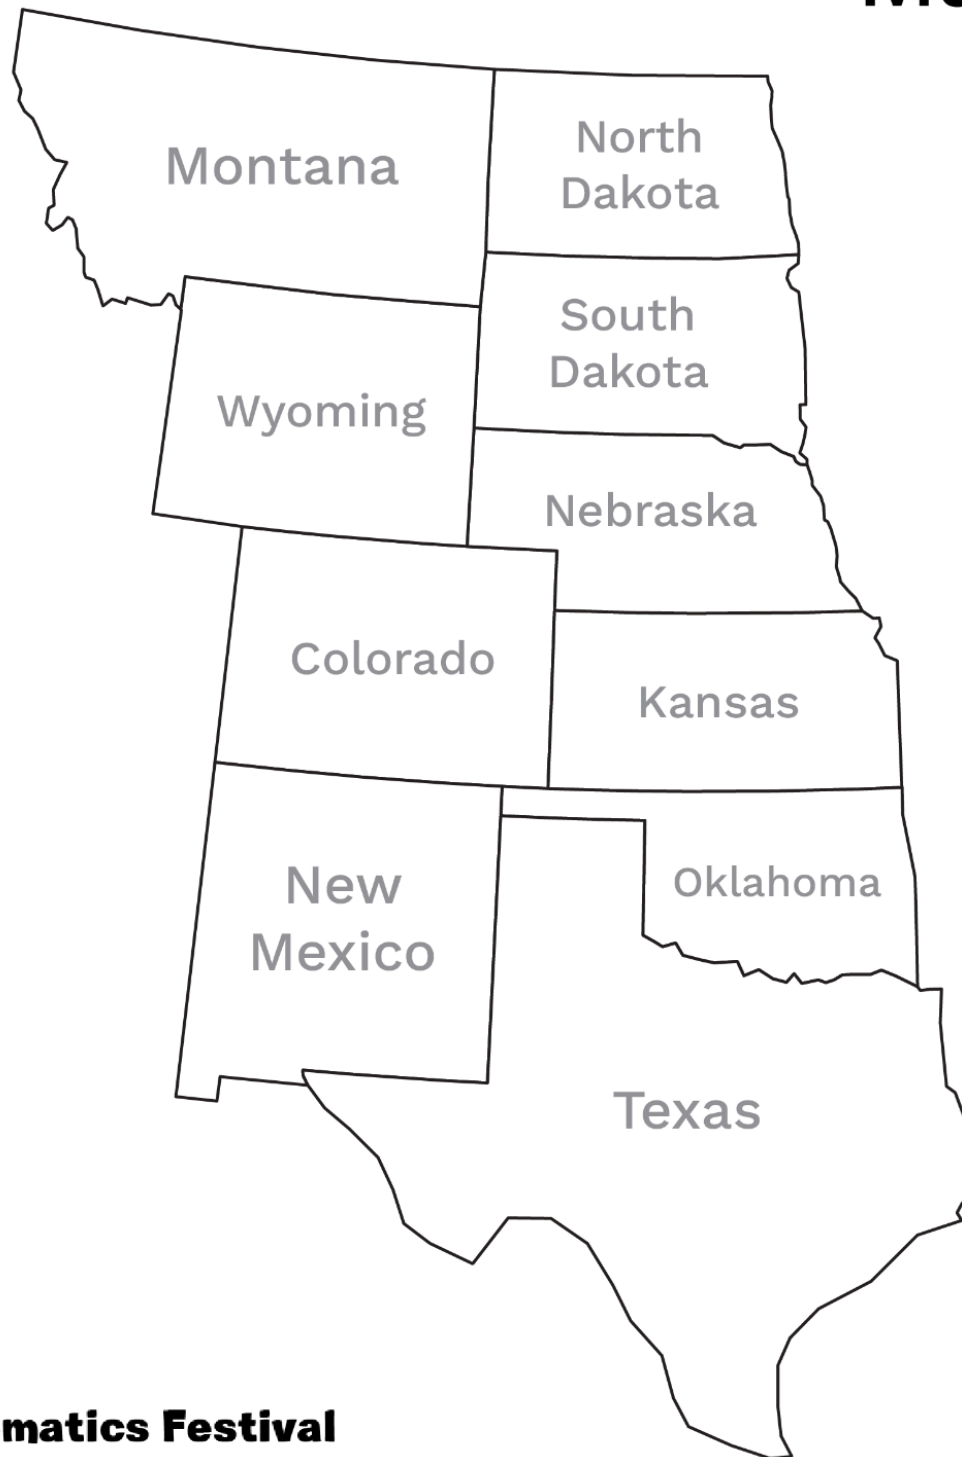 Montana
North
Dakota
South
Dakota
Wyoming
Nebraska
Colorado
Kansas
New
Mexico
Oklahoma
Texas
matics Festival